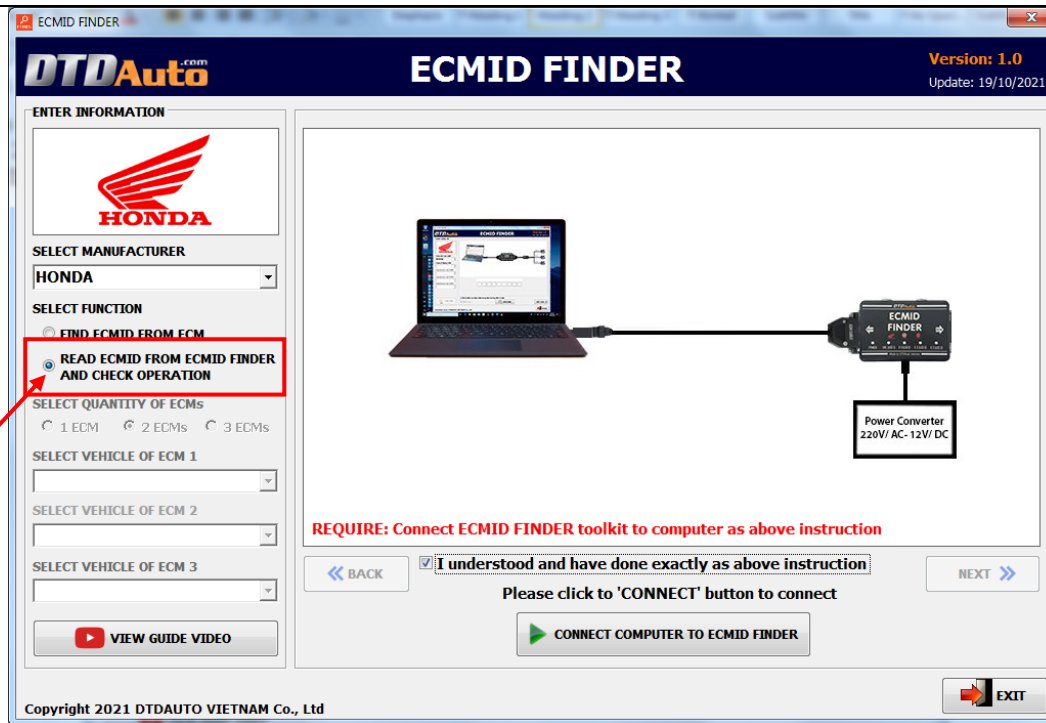 ECMID FINDER
DTDAuto.com
ECMID FINDER
Version: 1.0
Update: 19/10/2021
ENTER INFORMATION
HONDA
SELECT MANUFACTURER
HONDA
SELECT FUNCTION
FIND ECMID FROM ECM
READ ECMID FROM ECMID FINDER
AND CHECK OPERATION
SELECT QUANTITY OF ECMs
1 ECM 2 ECMs 3 ECMs
SELECT VEHICLE OF ECM 1
SELECT VEHICLE OF ECM 2
SELECT VEHICLE OF ECM 3
VIEW GUIDE VIDEO
ECMID
FINDER
Power Converter
220V/ AC- 12V/ DC
REQUIRE: Connect ECMID FINDER toolkit to computer as above instruction
BACK
I understood and have done exactly as above instruction
NEXT
Please click to 'CONNECT' button to connect
CONNECT COMPUTER TO ECMID FINDER
EXIT
Copyright 2021 DTDAUTO VIETNAM Co., Ltd